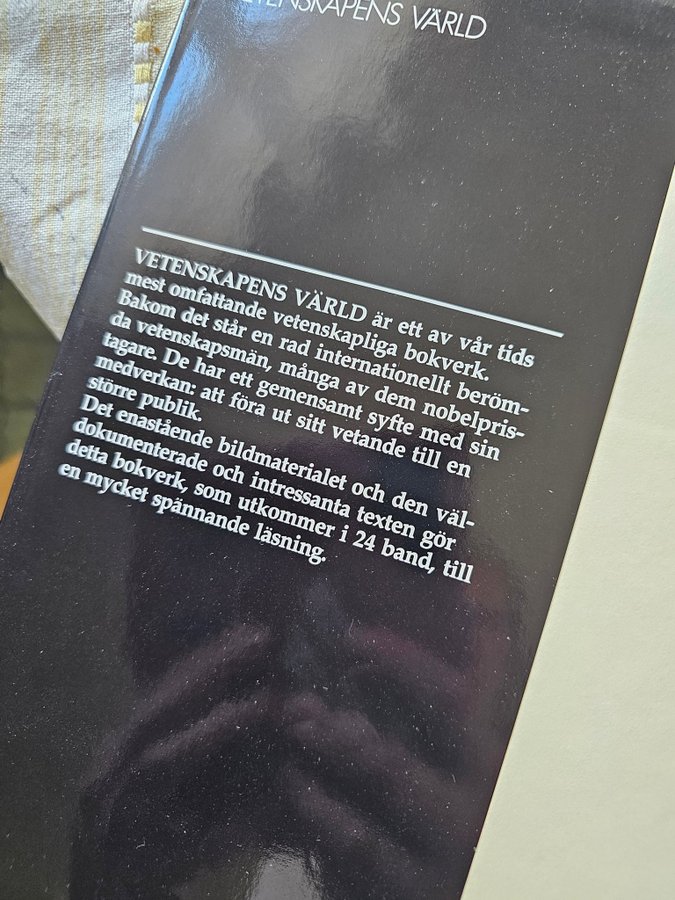 VETENSKAPENS VÄRLD
VETENSKAPENS VÄRLD är ett av vår tids
mest omfattande vetenskapliga bokverk.
Bakom det står en rad internationellt beröm-
da vetenskapsmän, många av dem nobelpris-
tagare. De har ett gemensamt syfte med sin
medverkan: att föra ut sitt vetande till en
större publik.
Det enastående bildmaterialet och den väl-
dokumenterade och intressanta texten gör
detta bokverk, som utkommer i 24 band, till
en mycket spännande läsning.